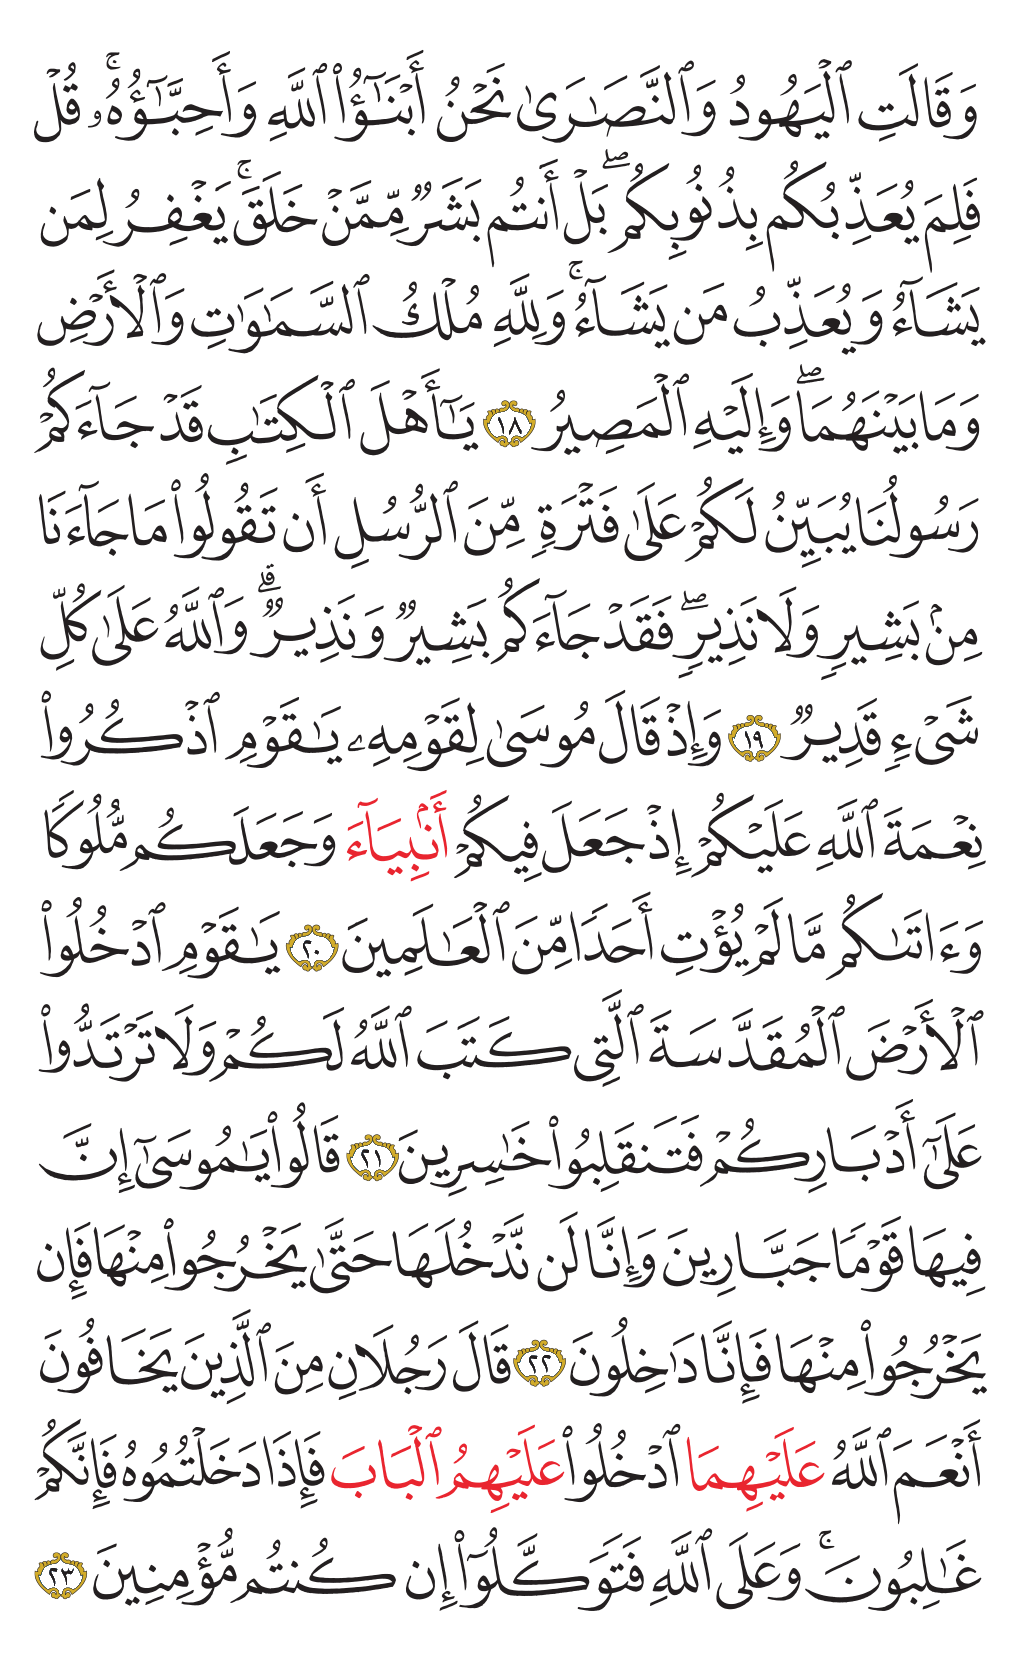 وَقَالَتِ ٱلْيَهُودُ وَٱلنَّصَٰرَىٰ نَحْنُ أَبْنَٰٓؤُا۟ ٱللَّهِ وَأَحِبَّٰٓؤُهُۥۚ قُلْ
فَلِمَ يُعَذِّبُكُم بِذُنُوبِكُمۖ بَلْ أَنتُم بَشَرٌ مِّمَّنْ خَلَقَۚ يَغْفِرُ لِمَن
يَشَآءُ وَيُعَذِّبُ مَن يَشَآءُۚ وَلِلَّهِ مُلْكُ ٱلسَّمَٰوَٰتِ وَٱلْأَرْضِ
وَمَا بَيْنَهُمَاۖ وَإِلَيْهِ ٱلْمَصِيرُ ١٨ يَٰٓأَهْلَ ٱلْكِتَٰبِ قَدْ جَآءَكُمْ
رَسُولُنَا يُبَيِّنُ لَكُمْ عَلَىٰ فَتْرَةٍ مِّنَ ٱلرُّسُلِ أَن تَقُولُوا۟ مَا جَآءَنَا
مِنۢ بَشِيرٍ وَلَا نَذِيرٍۖ فَقَدْ جَآءَكُم بَشِيرٌ وَنَذِيرٌۗ وَٱللَّهُ عَلَىٰ كُلِّ
شَىْءٍ قَدِيرٌ ١٩ وَإِذْ قَالَ مُوسَىٰ لِقَوْمِهِۦ يَٰقَوْمِ ٱذْكُرُوا۟
نِعْمَةَ ٱللَّهِ عَلَيْكُمْ إِذْ جَعَلَ فِيكُمْ أَنۢبِيَآءَ وَجَعَلَكُم مُّلُوكًا
وَءَاتَىٰكُم مَّا لَمْ يُؤْتِ أَحَدًا مِّنَ ٱلْعَٰلَمِينَ ٢٠ يَٰقَوْمِ ٱدْخُلُوا۟
ٱلْأَرْضَ ٱلْمُقَدَّسَةَ ٱلَّتِى كَتَبَ ٱللَّهُ لَكُمْ وَلَا تَرْتَدُّوا۟
عَلَىٰٓ أَدْبَارِكُمْ فَتَنقَلِبُوا۟ خَٰسِرِينَ ٢١ قَالُوا۟ يَٰمُوسَىٰٓ إِنَّ
فِيهَا قَوْمًا جَبَّارِينَ وَإِنَّا لَن نَّدْخُلَهَا حَتَّىٰ يَخْرُجُوا۟ مِنْهَا فَإِن
يَخْرُجُوا۟ مِنْهَا فَإِنَّا دَٰخِلُونَ ٢٢ قَالَ رَجُلَانِ مِنَ ٱلَّذِينَ يَخَافُونَ
أَنْعَمَ ٱللَّهُ عَلَيْهِمَا ٱدْخُلُوا۟ عَلَيْهِمُ ٱلْبَابَ فَإِذَا دَخَلْتُمُوهُ فَإِنَّكُمْ
غَٰلِبُونَۚ وَعَلَى ٱللَّهِ فَتَوَكَّلُوٓا۟ إِن كُنتُم مُّؤْمِنِينَ ٢٣